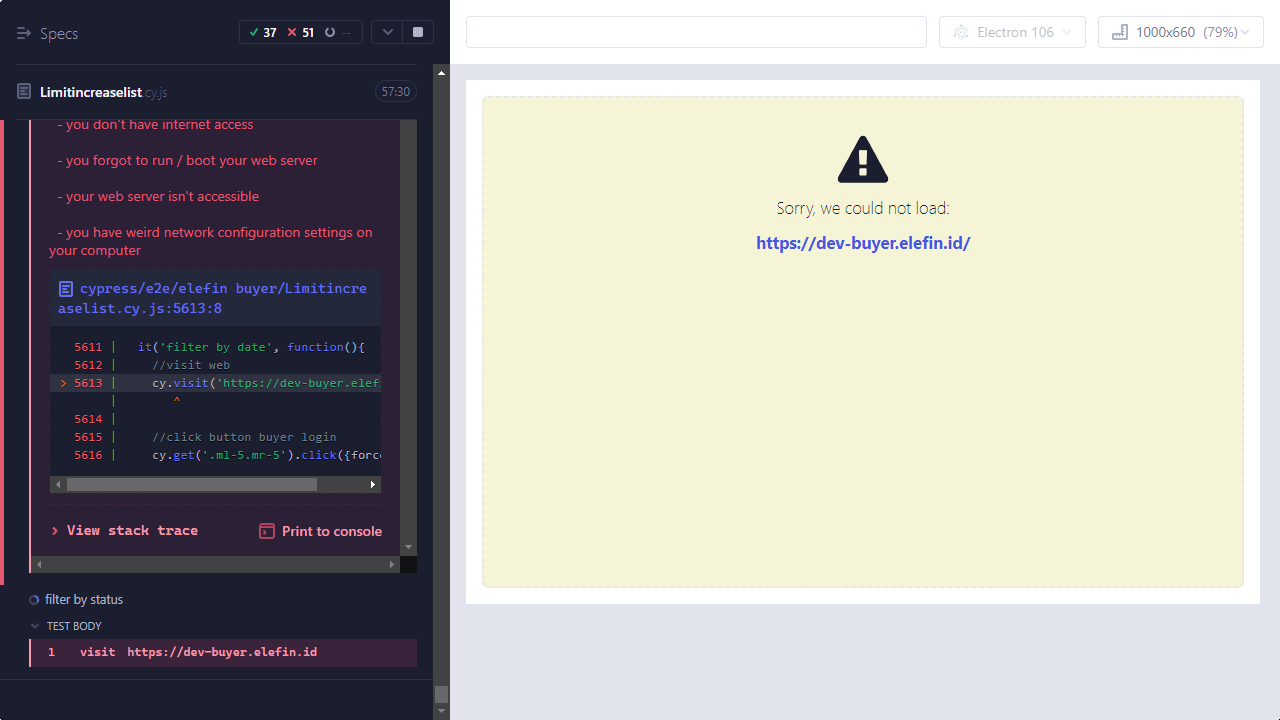 Specs
37
51
--
Electron 106
1000x660 (79%)
Limitincreaselist.cy.js
57:30
- you don't have internet access
- you forgot to run / boot your web server
- your web server isn't accessible
- you have weird network configuration settings on
your computer
cypress/e2e/elefin buyer/Limitincre
aselist.cy.js:5613:8
5611 | it('filter by date', function(){
5612 | //visit web
> 5613 | cy.visit('https://dev-buyer.elef
| ^
5614 |
5615 | //click button buyer login
5616 | cy.get('.ml-5.mr-5').click({forc
> View stack trace
Print to console
filter by status
TEST BODY
1 visit https://dev-buyer.elefin.id
Sorry, we could not load:
https://dev-buyer.elefin.id/